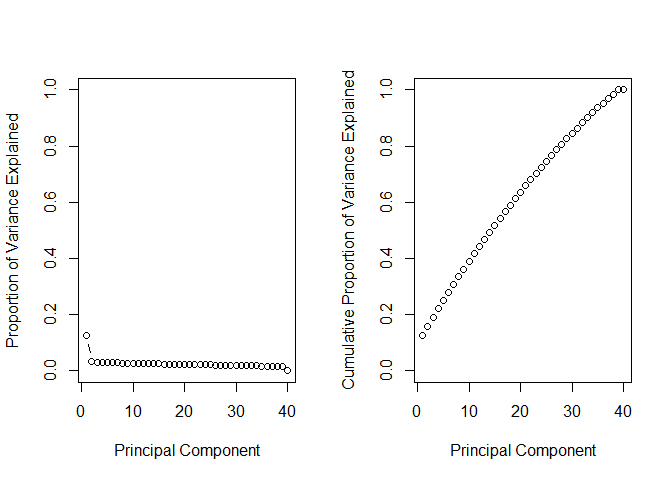 Proportion of Variance Explained
0.0 0.2 0.4 0.6 0.8 1.0
0 10 20 30 40
Principal Component
Cumulative Proportion of Variance Explained
0.0 0.2 0.4 0.6 0.8 1.0
0 10 20 30 40
Principal Component